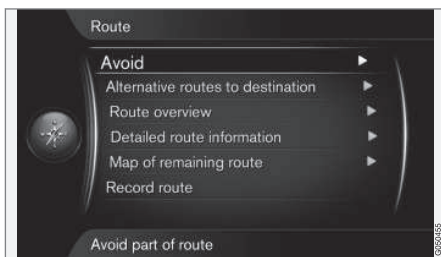 Route
Avoid
Alternative routes to destination
Route overview
Detailed route information
Map of remaining route
Record route
Avoid part of route
G050455